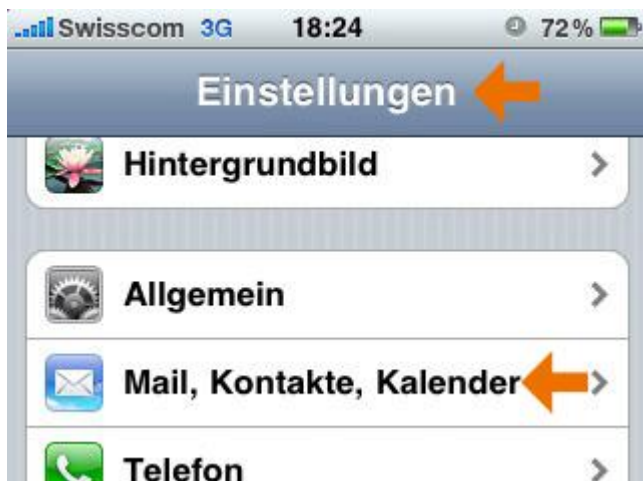 Swisscom 3G 18:24 72%
Einstellungen
Hintergrundbild
Allgemein
Mail, Kontakte, Kalender
Telefon